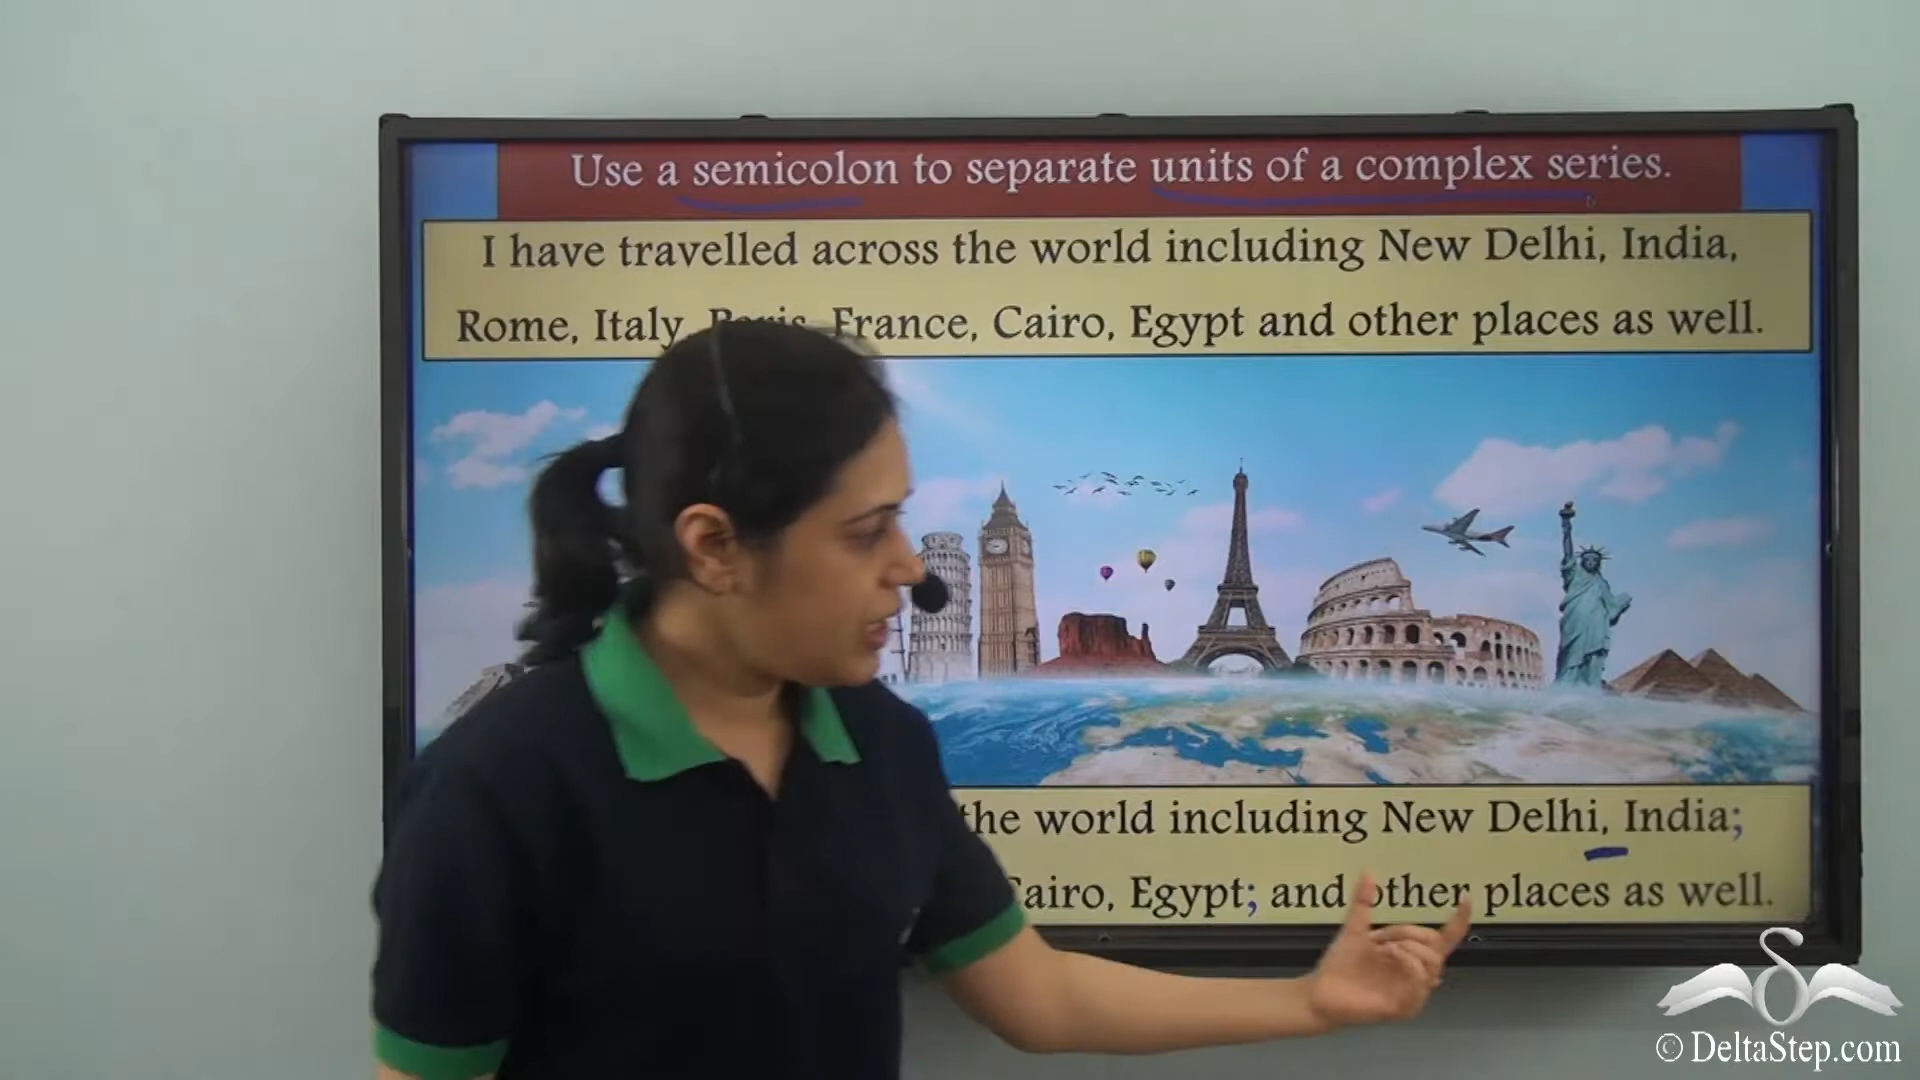 Use a semicolon to separate units of a complex series.
I have travelled across the world including New Delhi, India,
Rome, Italy, Paris, France, Cairo, Egypt and other places as well.
the world including New Delhi, India;
Cairo, Egypt; and other places as well.
© DeltaStep.com